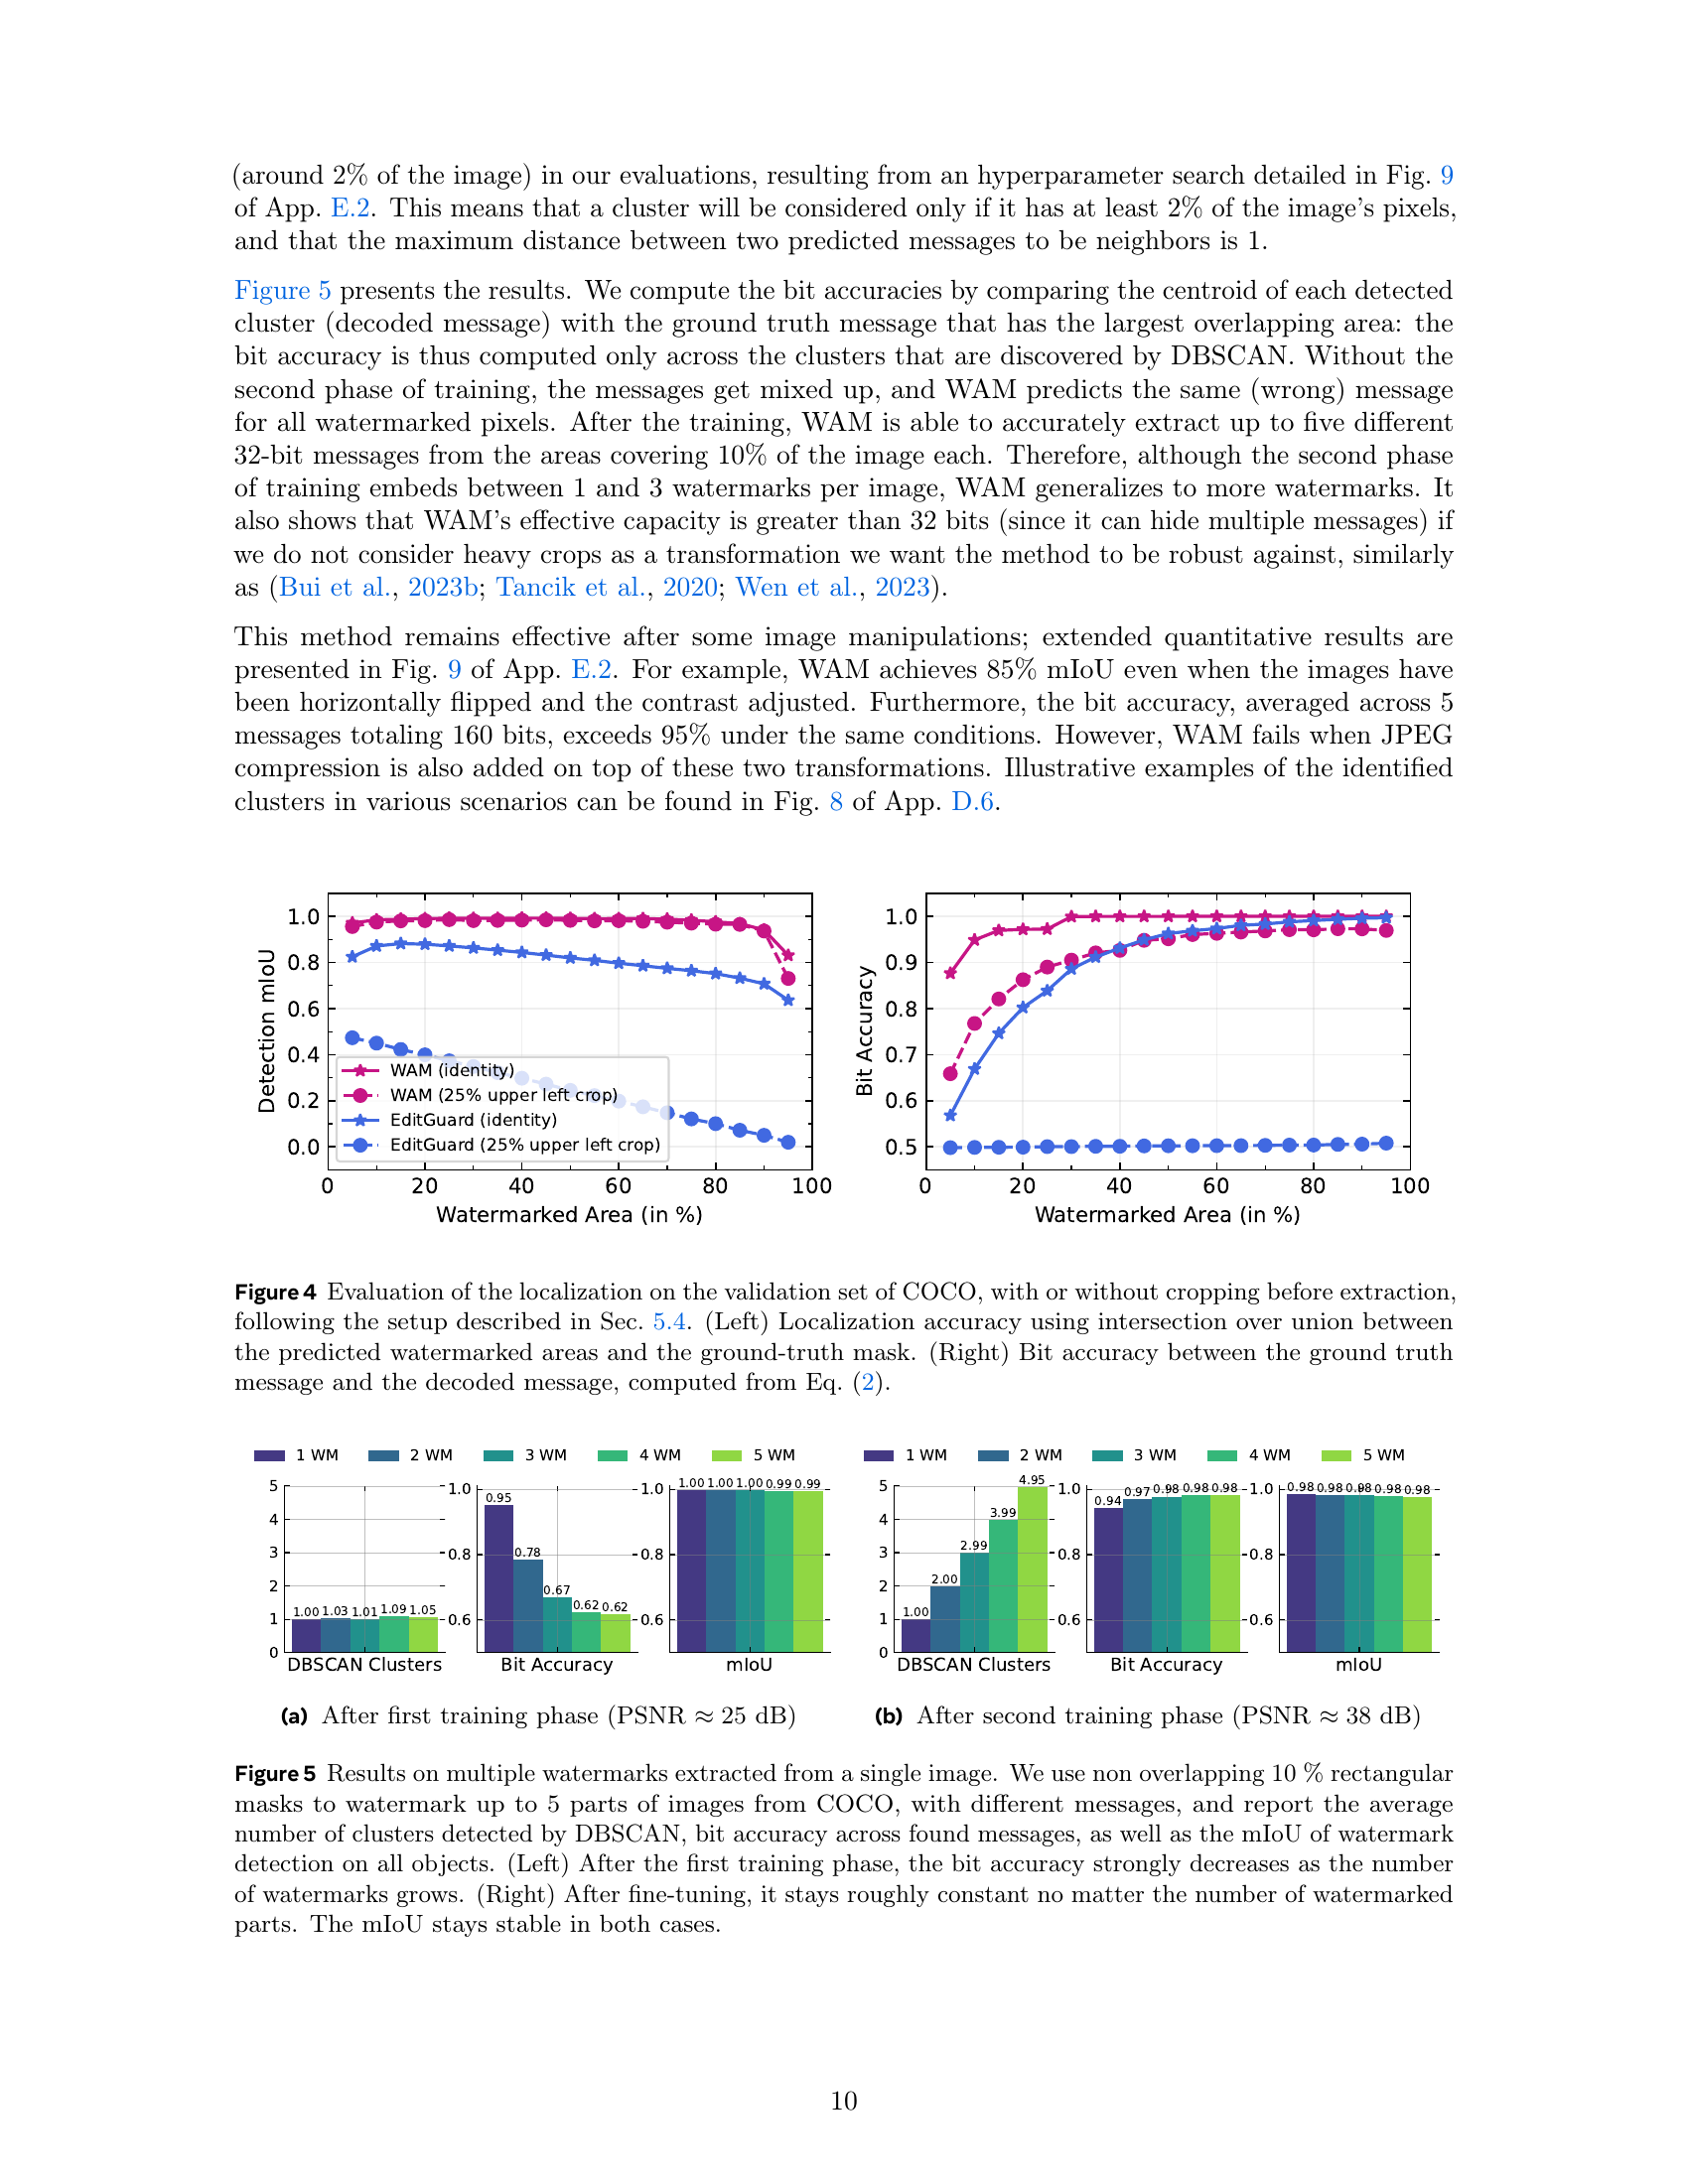 (around 2% of the image) in our evaluations, resulting from an hyperparameter search detailed in Fig. 9
of App. E.2. This means that a cluster will be considered only if it has at least 2% of the image's pixels,
and that the maximum distance between two predicted messages to be neighbors is 1.
Figure 5 presents the results. We compute the bit accuracies by comparing the centroid of each detected
cluster (decoded message) with the ground truth message that has the largest overlapping area: the
bit accuracy is thus computed only across the clusters that are discovered by DBSCAN. Without the
second phase of training, the messages get mixed up, and WAM predicts the same (wrong) message
for all watermarked pixels. After the training, WAM is able to accurately extract up to five different
32-bit messages from the areas covering 10% of the image each. Therefore, although the second phase
of training embeds between 1 and 3 watermarks per image, WAM generalizes to more watermarks. It
also shows that WAM's effective capacity is greater than 32 bits (since it can hide multiple messages) if
we do not consider heavy crops as a transformation we want the method to be robust against, similarly
as (Bui et al., 2023b; Tancik et al., 2020; Wen et al., 2023).
This method remains effective after some image manipulations; extended quantitative results are
presented in Fig. 9 of App. E.2. For example, WAM achieves 85% mIoU even when the images have
been horizontally flipped and the contrast adjusted. Furthermore, the bit accuracy, averaged across 5
messages totaling 160 bits, exceeds 95% under the same conditions. However, WAM fails when JPEG
compression is also added on top of these two transformations. Illustrative examples of the identified
clusters in various scenarios can be found in Fig. 8 of App. D.6.
Detection mIoU
1.0
0.8
0.6
0.4
0.2
0.0
WAM (identity)
WAM (25% upper left crop)
EditGuard (identity)
EditGuard (25% upper left crop)
0 20 40 60 80 100
Watermarked Area (in %)
Bit Accuracy
1.0
0.9
0.8
0.7
0.6
0.5
0 20 40 60 80 100
Watermarked Area (in %)
Figure 4 Evaluation of the localization on the validation set of COCO, with or without cropping before extraction,
following the setup described in Sec. 5.4. (Left) Localization accuracy using intersection over union between
the predicted watermarked areas and the ground-truth mask. (Right) Bit accuracy between the ground truth
message and the decoded message, computed from Eq. (2).
1 WM 2 WM 3 WM 4 WM 5 WM
5
4
3
2
1
0
1.00 1.03 1.01 1.09 1.05
DBSCAN Clusters
1.0
0.8
0.6
0.95 0.78 0.67 0.62 0.62
Bit Accuracy
1.0
0.8
0.6
1.00 1.00 1.00 0.99 0.99
mIoU
(a) After first training phase (PSNR ≈ 25 dB)
1 WM 2 WM 3 WM 4 WM 5 WM
5
4
3
2
1
0
1.00 2.00 2.99 3.99 4.95
DBSCAN Clusters
1.0
0.8
0.6
0.94 0.97 0.98 0.98 0.98
Bit Accuracy
1.0
0.8
0.6
0.98 0.98 0.98 0.98 0.98
mIoU
(b) After second training phase (PSNR ≈ 38 dB)
Figure 5 Results on multiple watermarks extracted from a single image. We use non overlapping 10 % rectangular
masks to watermark up to 5 parts of images from COCO, with different messages, and report the average
number of clusters detected by DBSCAN, bit accuracy across found messages, as well as the mIoU of watermark
detection on all objects. (Left) After the first training phase, the bit accuracy strongly decreases as the number
of watermarks grows. (Right) After fine-tuning, it stays roughly constant no matter the number of watermarked
parts. The mIoU stays stable in both cases.
10